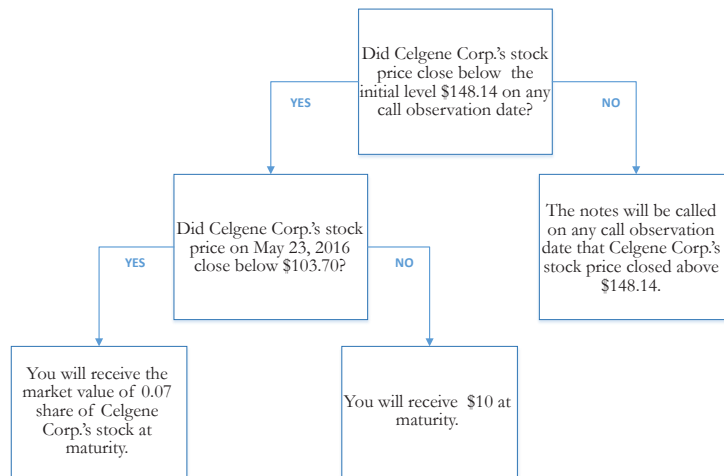 Did Celgene Corp.'s stock
price close below the
initial level $148.14 on any
call observation date?
YES
NO
Did Celgene Corp.'s stock
price on May 23, 2016
close below $103.70?
The notes will be called
on any call observation
date that Celgene Corp.'s
stock price closed above
$148.14.
YES
NO
You will receive the
market value of 0.07
share of Celgene
Corp.'s stock at
maturity.
You will receive $10 at
maturity.